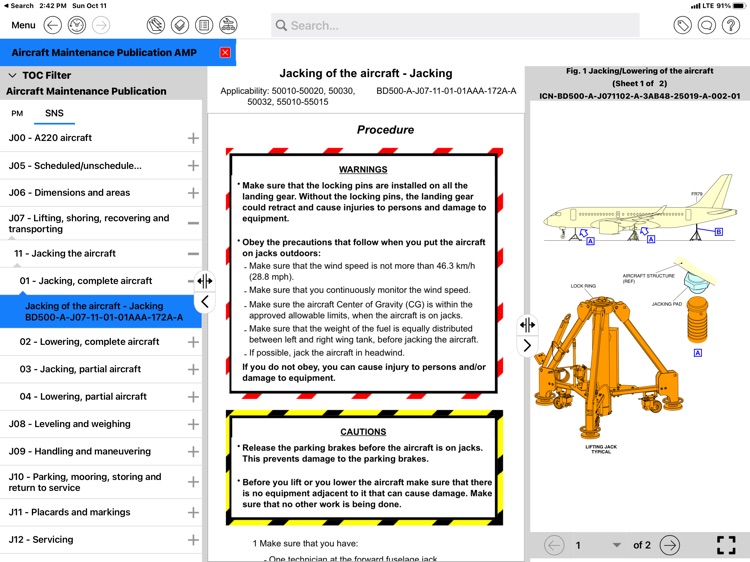 Search 2:42 PM Sun Oct 11
LTE 91%
Menu
Search...
Aircraft Maintenance Publication AMP
TOC Filter
Aircraft Maintenance Publication
PM SNS
J00 - A220 aircraft
J05 - Scheduled/unschedule...
J06 - Dimensions and areas
J07 - Lifting, shoring, recovering and
transporting
11 - Jacking the aircraft
01 - Jacking, complete aircraft
Jacking of the aircraft - Jacking
BD500-A-J07-11-01-01AAA-172A-A
02 - Lowering, complete aircraft
03 - Jacking, partial aircraft
04 - Lowering, partial aircraft
J08 - Leveling and weighing
J09 - Handling and maneuvering
J10 - Parking, mooring, storing and
return to service
J11 - Placards and markings
J12 - Servicing
Jacking of the aircraft - Jacking
Applicability: 50010-50020, 50030,
50032, 55010-55015
BD500-A-J07-11-01-01AAA-172A-A
Procedure
WARNINGS
• Make sure that the locking pins are installed on all the
landing gear. Without the locking pins, the landing gear
could retract and cause injuries to persons and damage to
equipment.
• Obey the precautions that follow when you put the aircraft
on jacks outdoors:
- Make sure that the wind speed is not more than 46.3 km/h
(28.8 mph).
- Make sure that you continuously monitor the wind speed.
- Make sure the aircraft Center of Gravity (CG) is within the
approved allowable limits, when the aircraft is on jacks.
- Make sure that the weight of the fuel is equally distributed
between left and right wing tank, before jacking the aircraft.
- If possible, jack the aircraft in headwind.
If you do not obey, you can cause injury to persons and/or
damage to equipment.
CAUTIONS
• Release the parking brakes before the aircraft is on jacks.
This prevents damage to the parking brakes.
• Before you lift or you lower the aircraft make sure that there
is no equipment adjacent to it that can cause damage. Make
sure that no other work is being done.
1 Make sure that you have:
- One technician at the forward fuselage jack
Fig. 1 Jacking/Lowering of the aircraft
(Sheet 1 of 2)
ICN-BD500-A-J071102-A-3AB48-25019-A-002-01
FR79
A
A
B
AIRCRAFT STRUCTURE
(REF)
LOCK RING
JACKING PAD
A
LIFTING JACK
TYPICAL
1 of 2